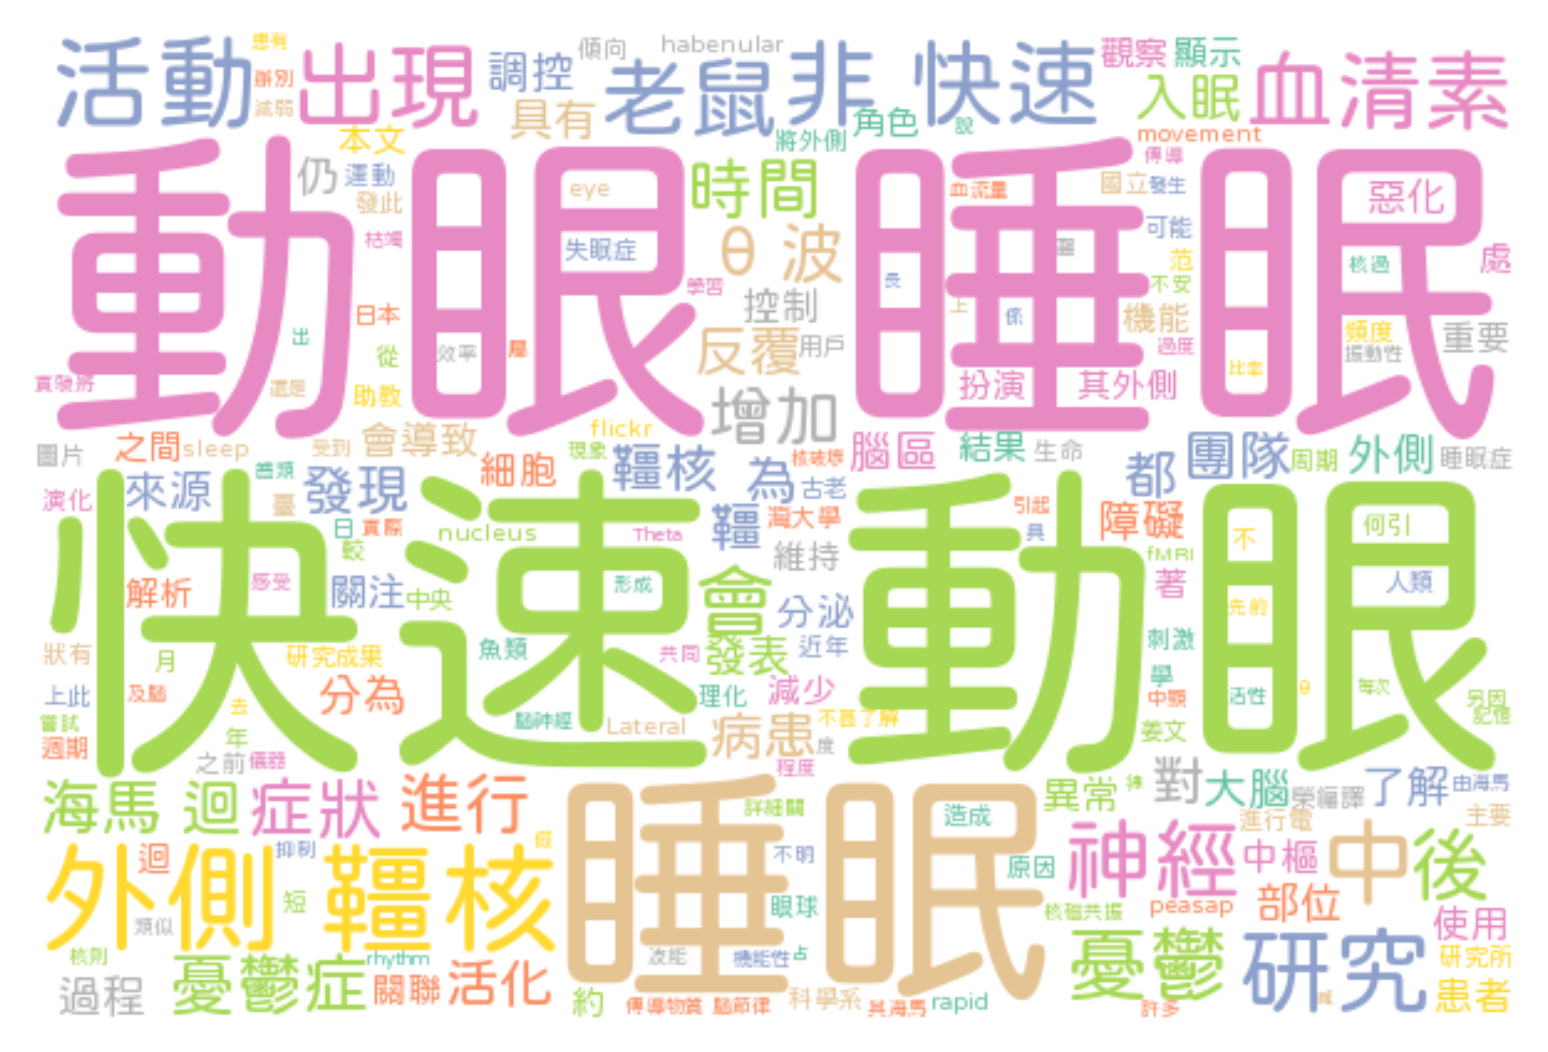 患有
辦別
減弱
活動
出現
調控
傾向
habenular
具有
老鼠
非 快速
觀察
顯示
入眠
血清素
本文
將外側
角色
說
movement
傳導
動眼 睡眠
仍
運動
發此
枯竭
eye
失眠症
時間
θ 波
學習
控制
反覆
用戶
增加
血流量
國立
發生
可能
范
不安
機能
過度
長
上
係
扮演
其外側
惡化
核過
處
頻度
振動性
重要
比率
日本
出
從
效率
屬
還是
助教
實驗將
圖片
之間
sleep
受到
會導致
flickr
現象
核破壞
腦區
結果
生命
都
團隊
周期
外側
睡眠症
演化
來源
齒類
臺
發現
細胞
韁核
為
古老
快速 動眼
日
實際
較
nucleus
Theta
韁
灣大學
維持
引起
具
障礙
fMRI
著
不
何引
人類
先前
解析
感受
關注
中央
形成
會
分泌
狀有
月
研究成果
魚類
共同
發表
近年
刺激
學
上此
及腦
去
分為
腦神經
理化
減少
中顎
活性
θ
每次
另因
記憶
嘗試
週期
年
之前
儀器
Lateral
病患
度
不甚了解
程度
姜文
海馬 迴
症狀
進行
睡眠
詳細關
造成
異常
對
大腦
榮編譯
了解
由海馬
主要
進行電
外側 韁核
迴
抑制
假
不明
原因
神經
中樞
中
後
類似
短
眼球
核磁共振
peasap
部位
使用
核則
憂鬱症
rhythm
波能
機能性
占
憂鬱
研究
研究所
過程
關聯
活化
約
傳導物質
腦節律
科學系
其海馬
rapid
許多
患者